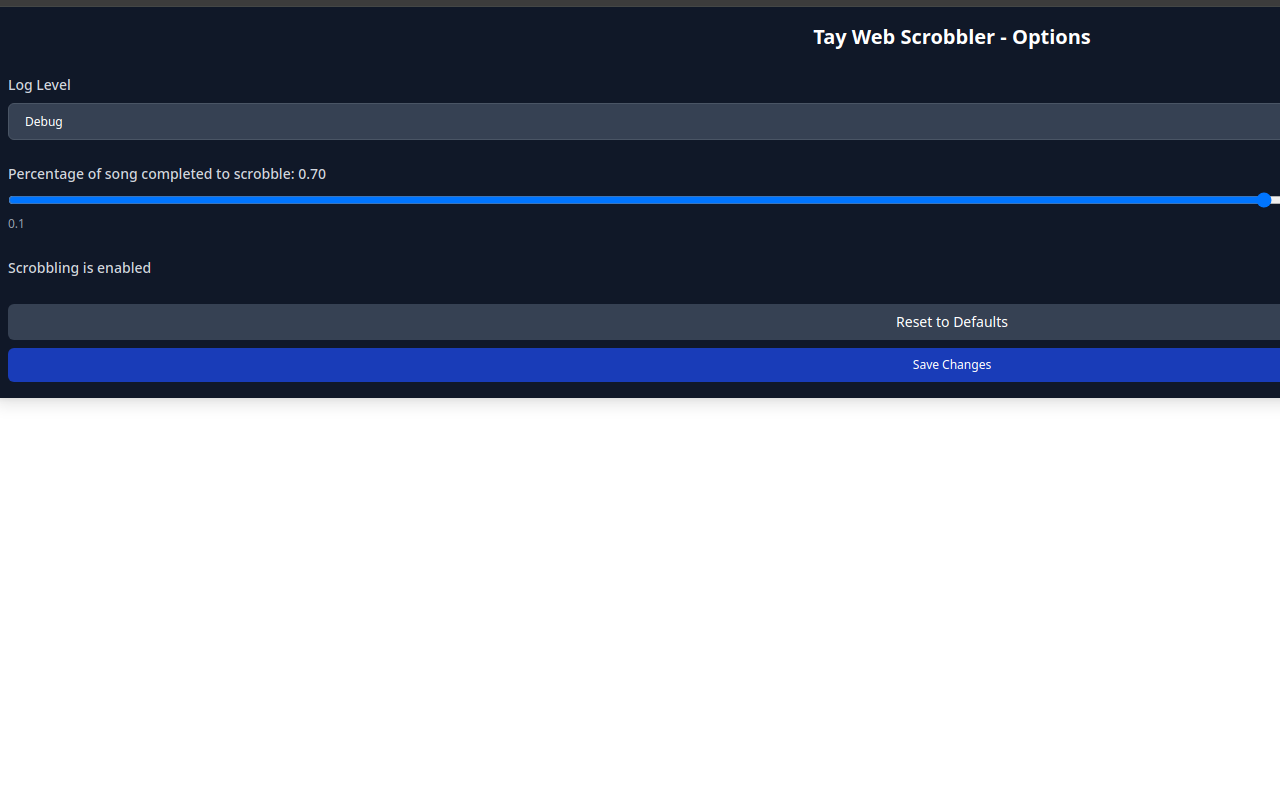 Tay Web Scrobbler - Options
Log Level
Debug
Percentage of song completed to scrobble: 0.70
0.1
Scrobbling is enabled
Reset to Defaults
Save Changes